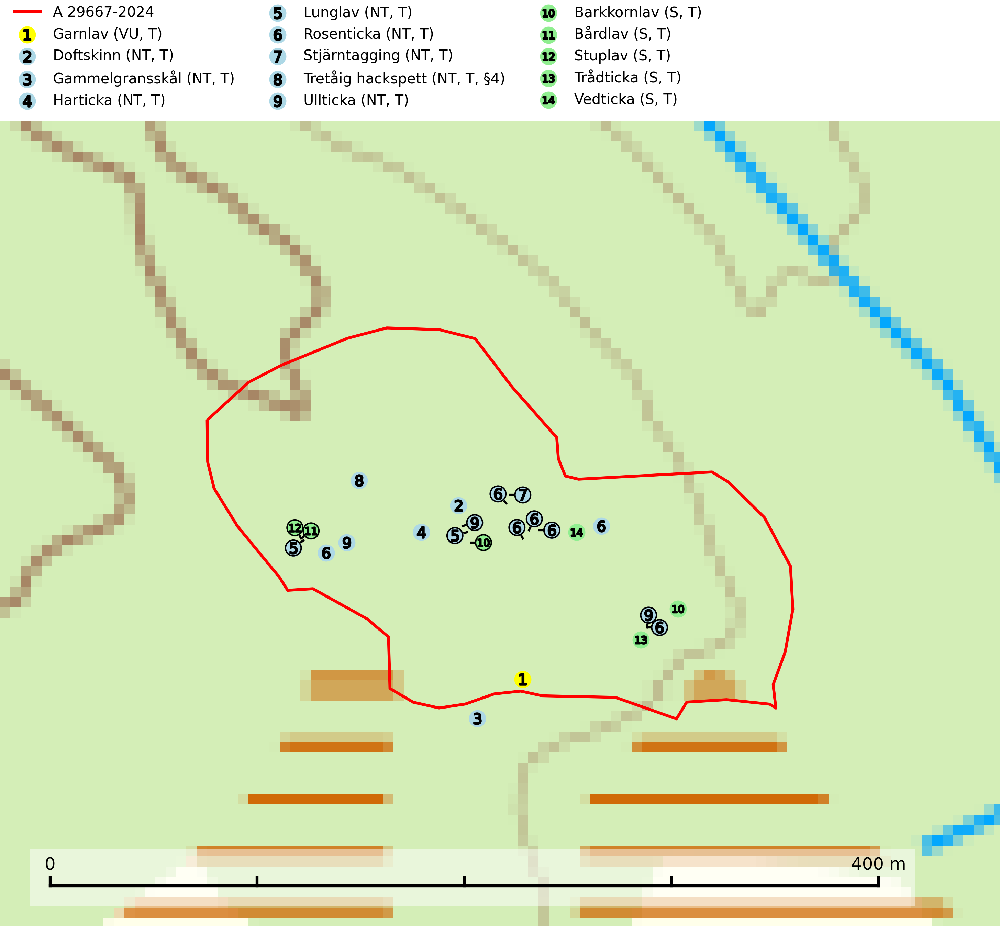 A 29667-2024
1 Garnlav (VU, T)
2 Doftskinn (NT, T)
3 Gammelgransskål (NT, T)
4 Harticka (NT, T)
5 Lunglav (NT, T)
6 Rosenticka (NT, T)
7 Stjärntagging (NT, T)
8 Tretåig hackspett (NT, T, §4)
9 Ullticka (NT, T)
10 Barkkornlav (S, T)
11 Bårdlav (S, T)
12 Stuplav (S, T)
13 Trådticka (S, T)
14 Vedticka (S, T)
8
6 7
2
9 6
12 11 4 5 6 6 14 6
5 6 9 10
10
9
6
13
1
3
0 400 m